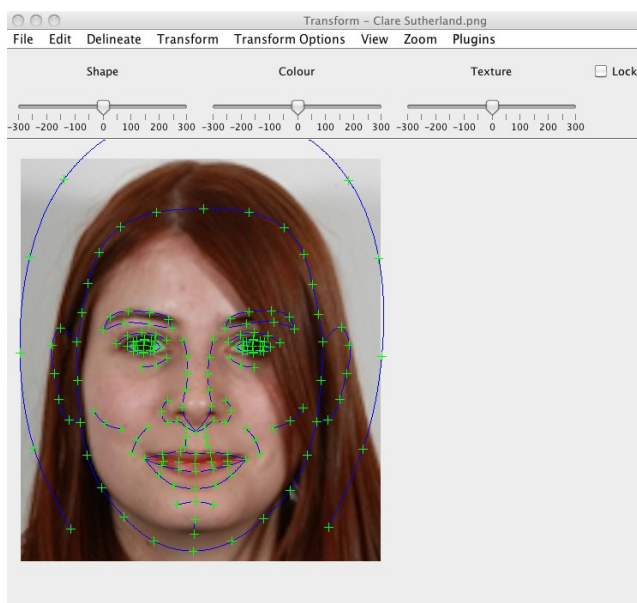 Transform – Clare Sutherland.png
File Edit Delineate Transform Transform Options View Zoom Plugins
Shape Colour Texture Lock
-300 -200 -100 0 100 200 300 -300 -200 -100 0 100 200 300 -300 -200 -100 0 100 200 300